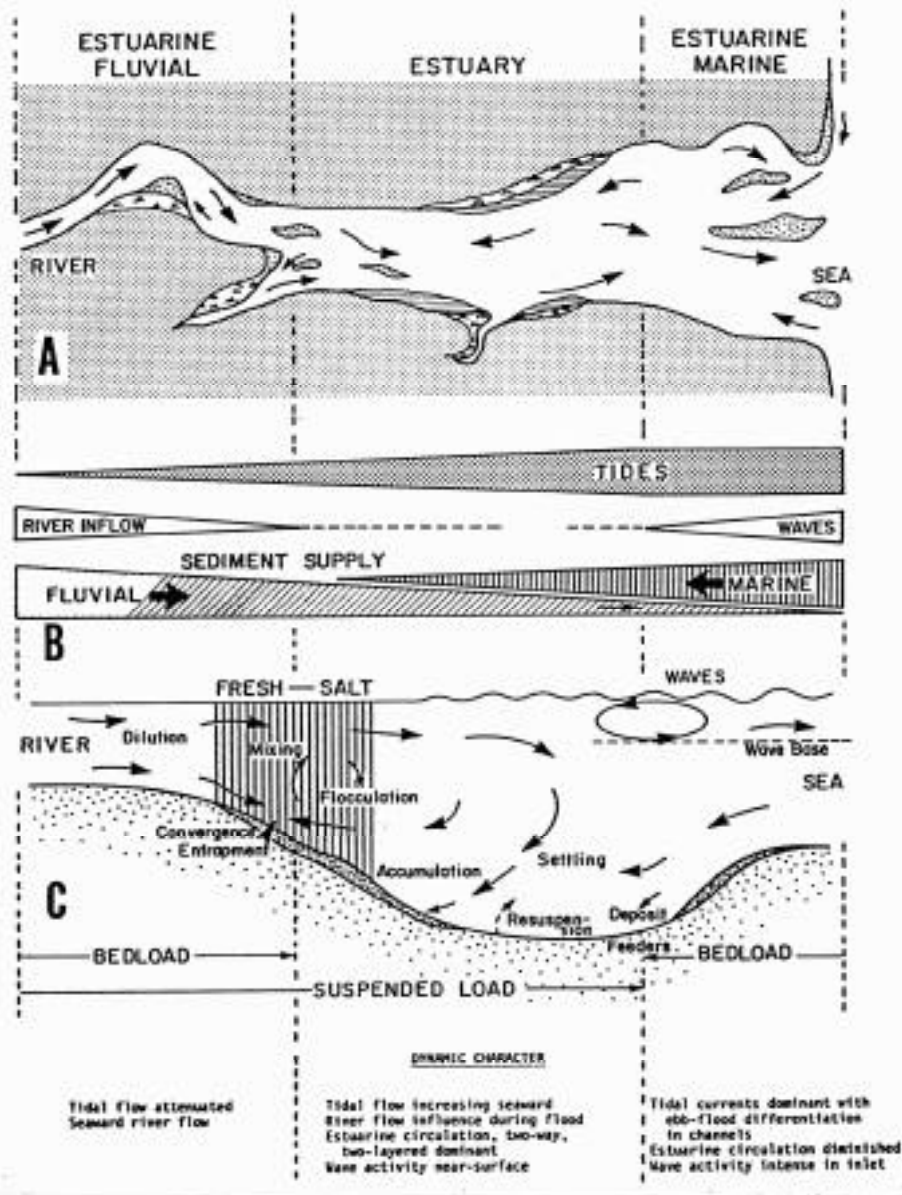 ESTUARINE
FLUVIAL
ESTUARY
ESTUARINE
MARINE
RIVER
SEA
A
TIDES
RIVER INFLOW
WAVES
SEDIMENT SUPPLY
FLUVIAL
MARINE
B
FRESH — SALT
WAVES
RIVER
Dilution
Mixing
Wave Base
Flocculation
SEA
Convergence
Entrapment
Accumulation
Settling
C
Resuspen-
sion
Deposit
Feeders
BEDLOAD
BEDLOAD
SUSPENDED LOAD
DYNAMIC CHARACTER
Tidal flow attenuated
Seaward river flow
Tidal flow increasing seaward
River flow influence during flood
Estuarine circulation, two-way,
two-layered dominant
Wave activity near-surface
Tidal currents dominant with
ebb-flood differentiation
in channels
Estuarine circulation diminished
Wave activity intense in inlet